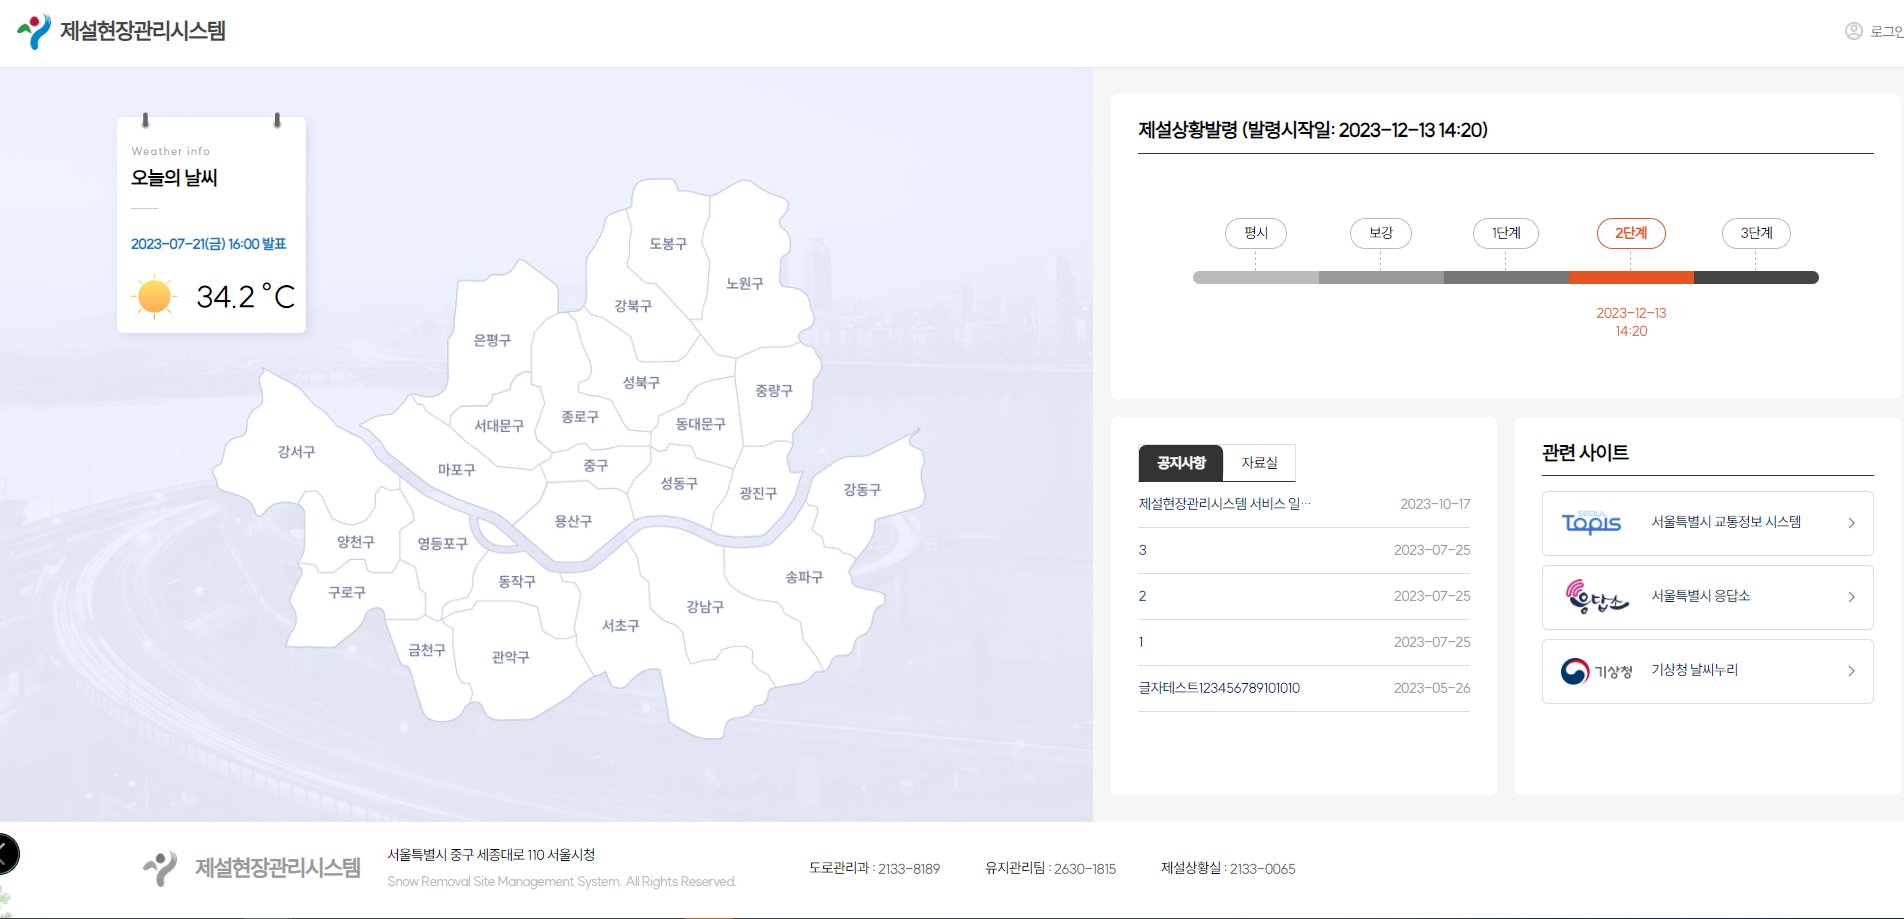 제설현장관리시스템
로그인
Weather info
오늘의 날씨
2023-07-21(금) 16:00 발표
34.2˚C
도봉구
노원구
강북구
은평구
성북구
중랑구
종로구
동대문구
서대문구
강서구
마포구
중구
성동구
광진구
강동구
용산구
양천구
영등포구
동작구
송파구
구로구
강남구
서초구
금천구
관악구
제설상황발령 (발령시작일: 2023-12-13 14:20)
평시
보강
1단계
2단계
3단계
2023-12-13
14:20
공지사항
자료실
제설현장관리시스템 서비스 일… 2023-10-17
3 2023-07-25
2 2023-07-25
1 2023-07-25
글자테스트123456789101010 2023-05-26
관련 사이트
SEOUL
Topis
서울특별시 교통정보 시스템
응답소
서울특별시 응답소
기상청
기상청 날씨누리
제설현장관리시스템
서울특별시 중구 세종대로 110 서울시청
Snow Removal Site Management System. All Rights Reserved.
도로관리과 : 2133-8189
유지관리팀 : 2630-1815
제설상황실 : 2133-0065